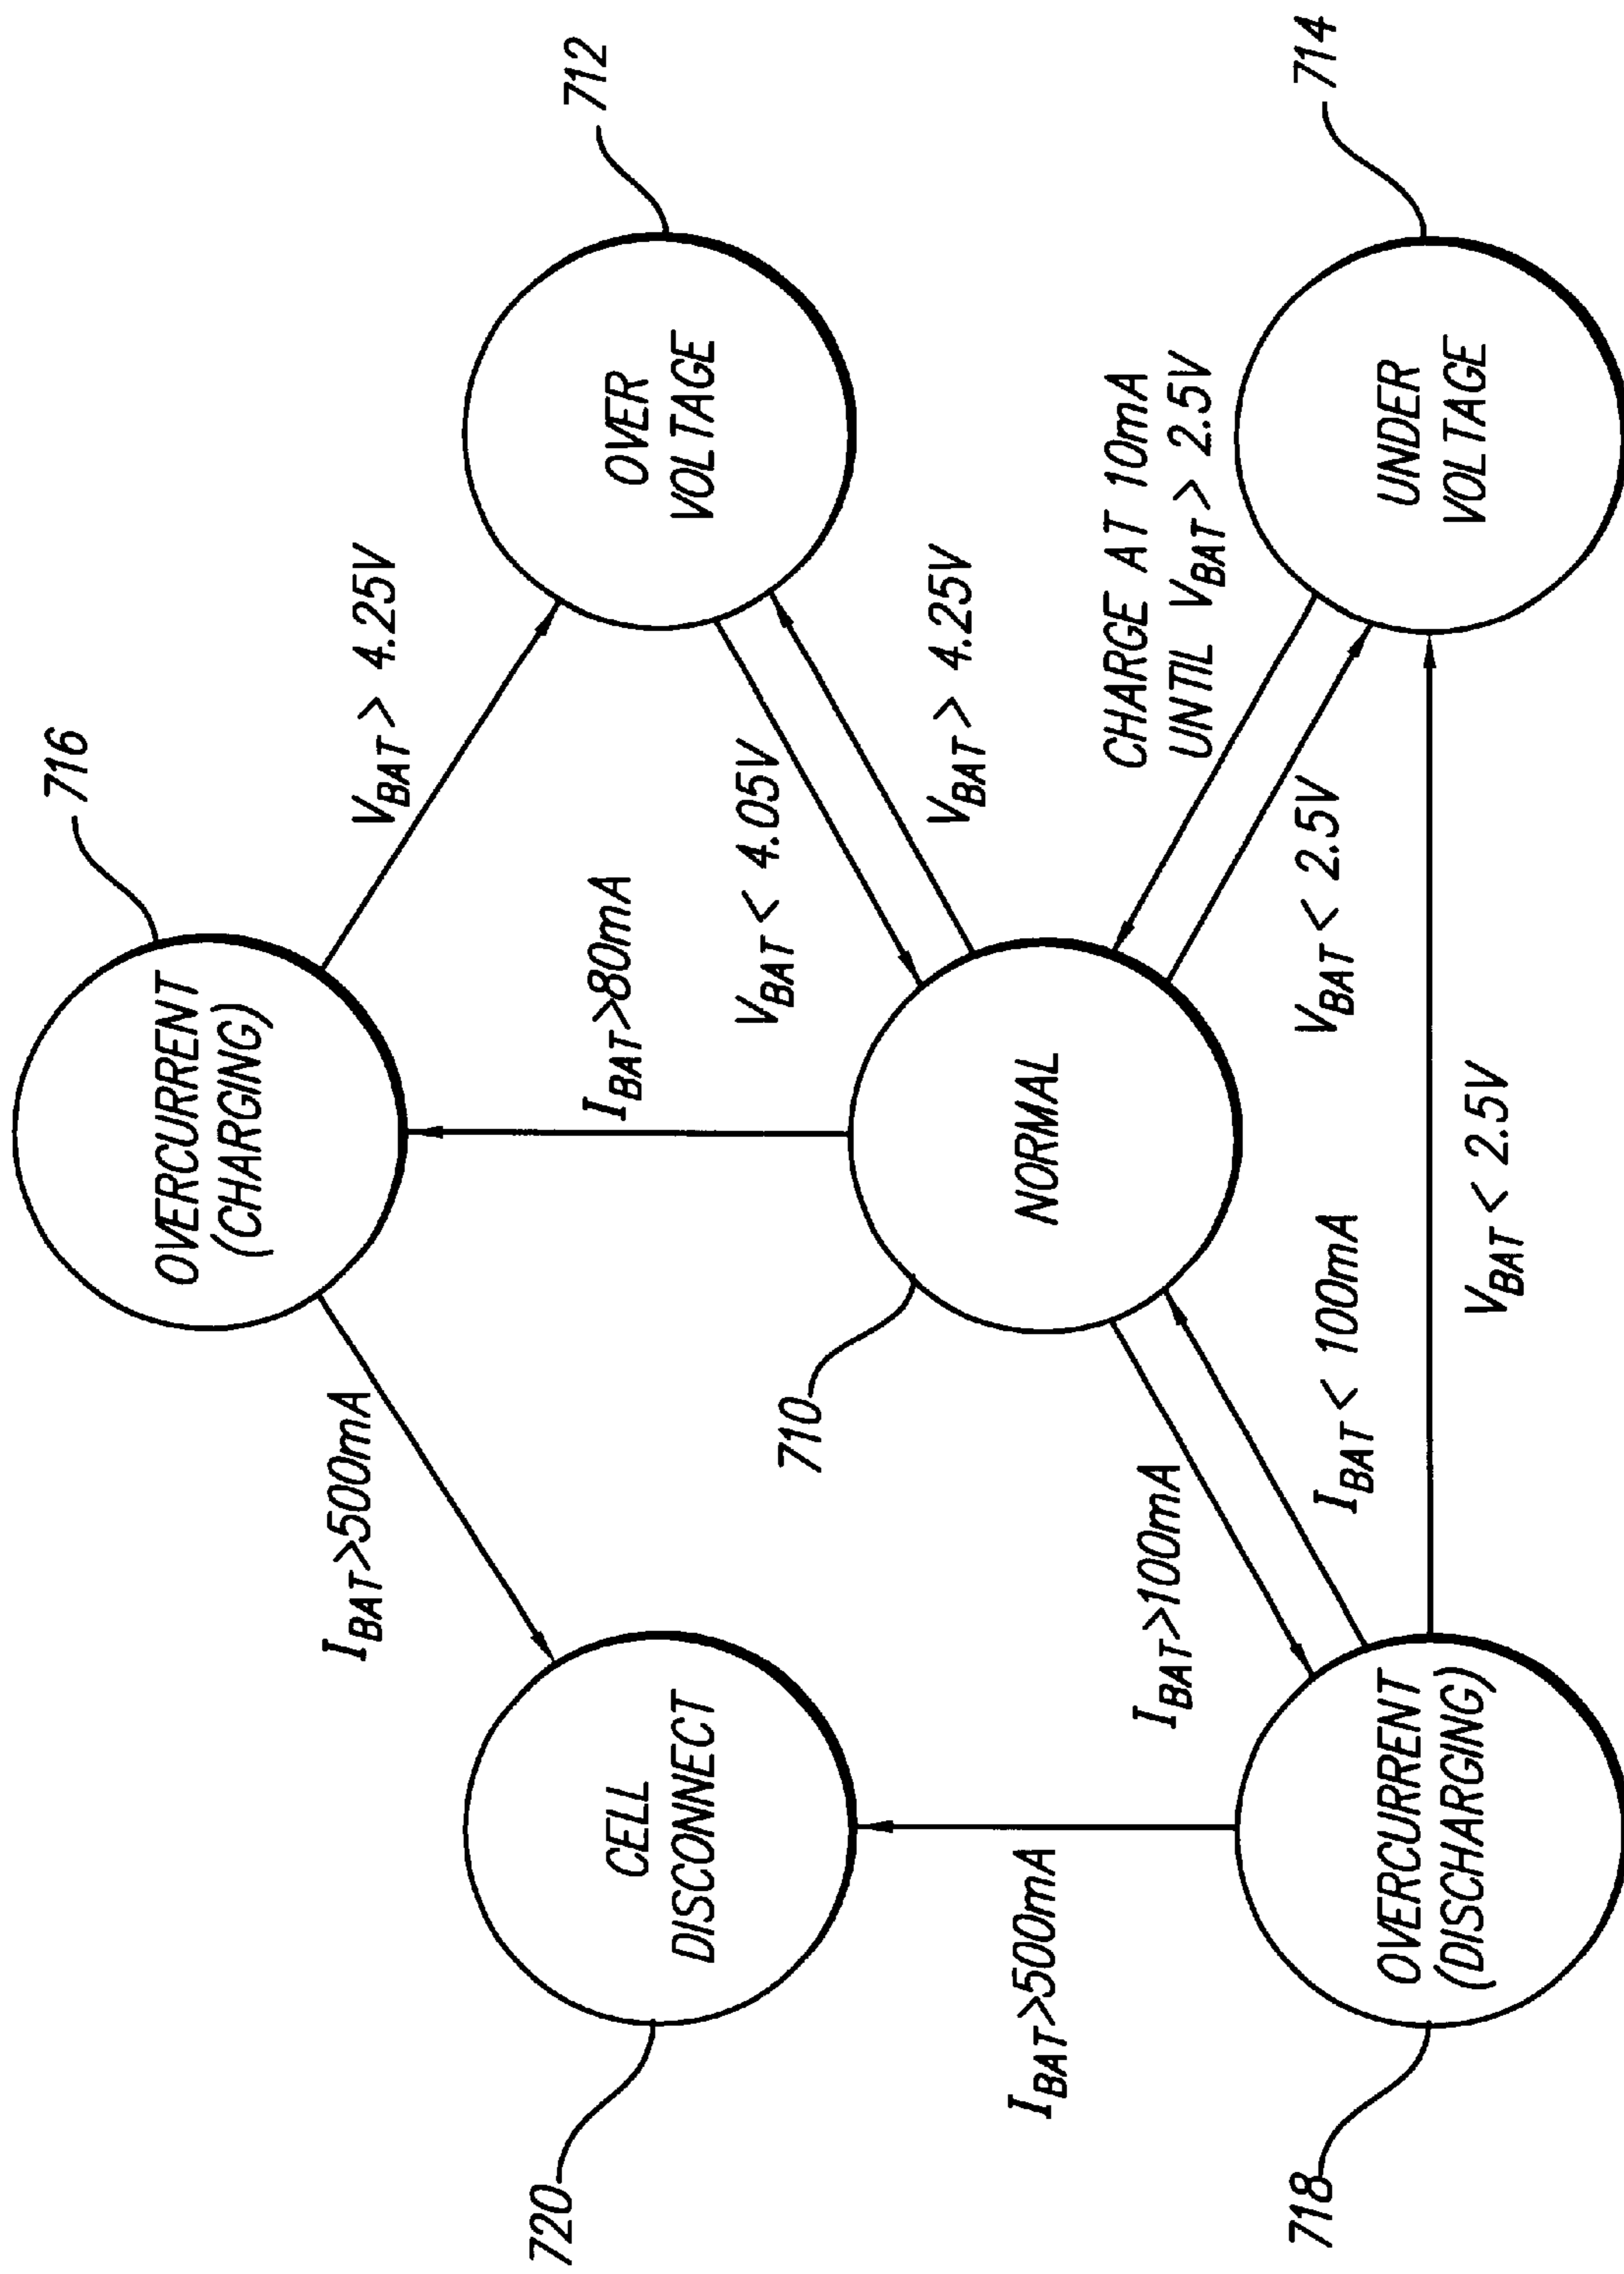 716
OVERCURRENT
(CHARGING)
I_BAT>500mA
V_BAT> 4.25V
712
720
CELL
DISCONNECT
OVER
VOLTAGE
I_BAT>80mA
V_BAT< 4.05V
710
NORMAL
V_BAT> 4.25V
I_BAT>500mA
I_BAT>100mA
CHARGE AT 10mA
UNTIL V_BAT> 2.5V
I_BAT< 100mA
V_BAT< 2.5V
718
OVERCURRENT
(DISCHARGING)
V_BAT< 2.5V
UNDER
VOLTAGE
714